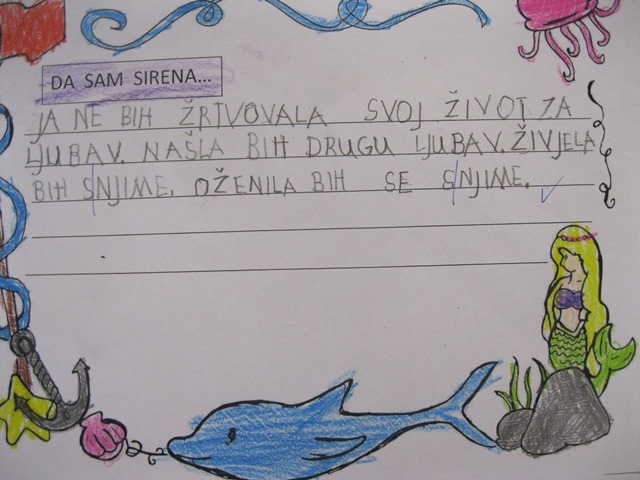 DA SAM SIRENA...
JA NE BIH ŽRTVOVALA SVOJ ŽIVOT ZA
LJUBAV. NAŠLA BIH DRUGU LJUBAV. ŽIVJELA
BIH SNJIME. OŽENILA BIH SE SNJIME.